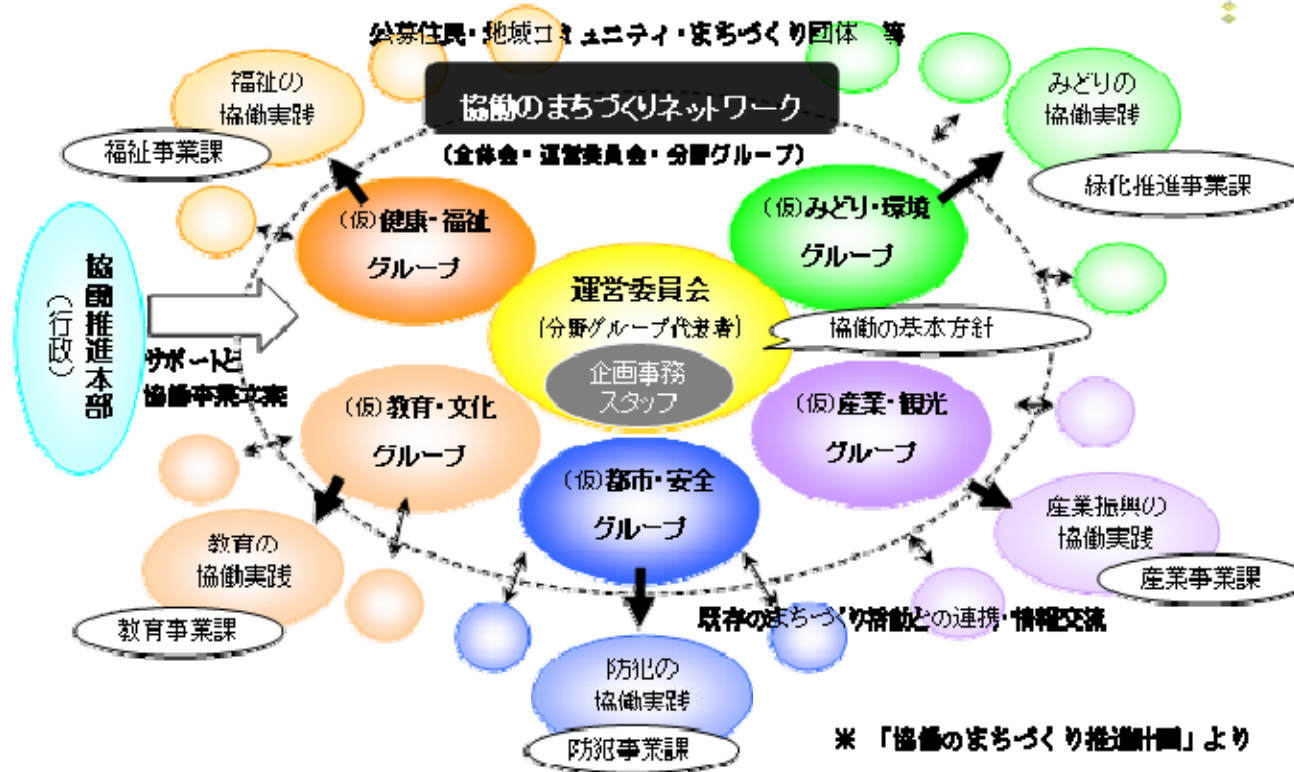 公募住民・地域コミュニティ・まちづくり団体　等
協働のまちづくりネットワーク
(全体会・運営委員会・分野グループ)
福祉の
協働実践
福祉事業課
みどりの
協働実践
緑化推進事業課
(仮)健康・福祉
グループ
(仮)みどり・環境
グループ
運営委員会
(分野グループ代表者)
企画事務
スタッフ
協働の基本方針
協働推進本部
(行政)
協働事業立案
(仮)教育・文化
グループ
(仮)産業・観光
グループ
(仮)都市・安全
グループ
教育の
協働実践
教育事業課
産業振興の
協働実践
産業事業課
既存のまちづくり活動との連携・情報交流
防犯の
協働実践
防犯事業課
※　「協働のまちづくり推進計画」より